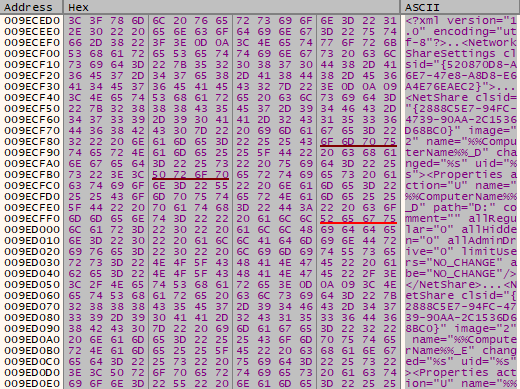 Address Hex ASCII
009ECED0 3C 3F 78 6D 6C 20 76 65 72 73 69 6F 6E 3D 22 31 <?xml version="1
009ECEE0 2E 30 22 20 65 6E 63 6F 64 69 6E 67 3D 22 75 74 .0" encoding="ut
009ECEF0 66 2D 38 22 3F 3E 0D 0A 3C 4E 65 74 77 6F 72 6B f-8"?>..<Network
009ECF00 53 68 61 72 65 53 65 74 74 69 6E 67 73 20 63 6C ShareSettings cl
009ECF10 73 69 64 3D 22 7B 35 32 30 38 37 30 44 38 2D 41 sid="{520870D8-A
009ECF20 36 45 37 2D 34 37 65 38 2D 41 38 44 38 2D 45 36 6E7-47e8-A8D8-E6
009ECF30 41 34 45 37 36 45 41 45 43 32 7D 22 3E 0D 0A 09 A4E76EAEC2}">...
009ECF40 3C 4E 65 74 53 68 61 72 65 20 63 6C 73 69 64 3D <NetShare clsid=
009ECF50 22 7B 32 38 38 38 43 35 45 37 2D 39 34 46 43 2D "{2888C5E7-94FC-
009ECF60 34 37 33 39 2D 39 30 41 41 2D 32 43 31 35 33 36 4739-90AA-2C1536
009ECF70 44 36 38 42 43 30 7D 22 20 69 6D 61 67 65 3D 22 D68BC0}" image="
009ECF80 32 22 20 6E 61 6D 65 3D 22 25 25 43 6F 6D 70 75 2" name="%%Compu
009ECF90 74 65 72 4E 61 6D 65 25 25 5F 44 22 20 63 68 61 terName%%_D" cha
009ECFA0 6E 67 65 64 3D 22 25 73 22 20 75 69 64 3D 22 25 nged="%s" uid="%
009ECFB0 73 22 3E 3C 50 72 6F 70 65 72 74 69 65 73 20 61 s"><Properties a
009ECFC0 63 74 69 6F 6E 3D 22 55 22 20 6E 61 6D 65 3D 22 ction="U" name="
009ECFD0 25 25 43 6F 6D 70 75 74 65 72 4E 61 6D 65 25 25 %%ComputerName%%
009ECFE0 5F 44 22 20 70 61 74 68 3D 22 44 3A 22 20 63 6F _D" path="D:" co
009ECFF0 6D 6D 65 6E 74 3D 22 22 20 61 6C 6C 52 65 67 75 mment="" allRegu
009ED000 6C 61 72 3D 22 30 22 20 61 6C 6C 48 69 64 64 65 lar="0" allHidde
009ED010 6E 3D 22 30 22 20 61 6C 6C 41 64 6D 69 6E 44 72 n="0" allAdminDr
009ED020 69 76 65 3D 22 30 22 20 6C 69 6D 69 74 55 73 65 ive="0" limitUse
009ED030 72 73 3D 22 4E 4F 5F 43 48 41 4E 47 45 22 20 61 rs="NO_CHANGE" a
009ED040 62 65 3D 22 4E 4F 5F 43 48 41 4E 47 45 22 2F 3E be="NO_CHANGE"/>
009ED050 3C 2F 4E 65 74 53 68 61 72 65 3E 0D 0A 09 3C 4E </NetShare>...<N
009ED060 65 74 53 68 61 72 65 20 63 6C 73 69 64 3D 22 7B etShare clsid="{
009ED070 32 38 38 38 43 35 45 37 2D 39 34 46 43 2D 34 37 2888C5E7-94FC-47
009ED080 33 39 2D 39 30 41 41 2D 32 43 31 35 33 36 44 36 39-90AA-2C1536D6
009ED090 38 42 43 30 7D 22 20 69 6D 61 67 65 3D 22 32 22 8BC0}" image="2"
009ED0A0 20 6E 61 6D 65 3D 22 25 25 43 6F 6D 70 75 74 65 name="%%Compute
009ED0B0 72 4E 61 6D 65 25 25 5F 45 22 20 63 68 61 6E 67 rName%%_E" chang
009ED0C0 65 64 3D 22 25 73 22 20 75 69 64 3D 22 25 73 22 ed="%s" uid="%s"
009ED0D0 3E 3C 50 72 6F 70 65 72 74 69 65 73 20 61 63 74 ><Properties act
009ED0E0 69 6F 6E 3D 22 55 22 20 6E 61 6D 65 3D 22 25 25 ion="U" name="%%